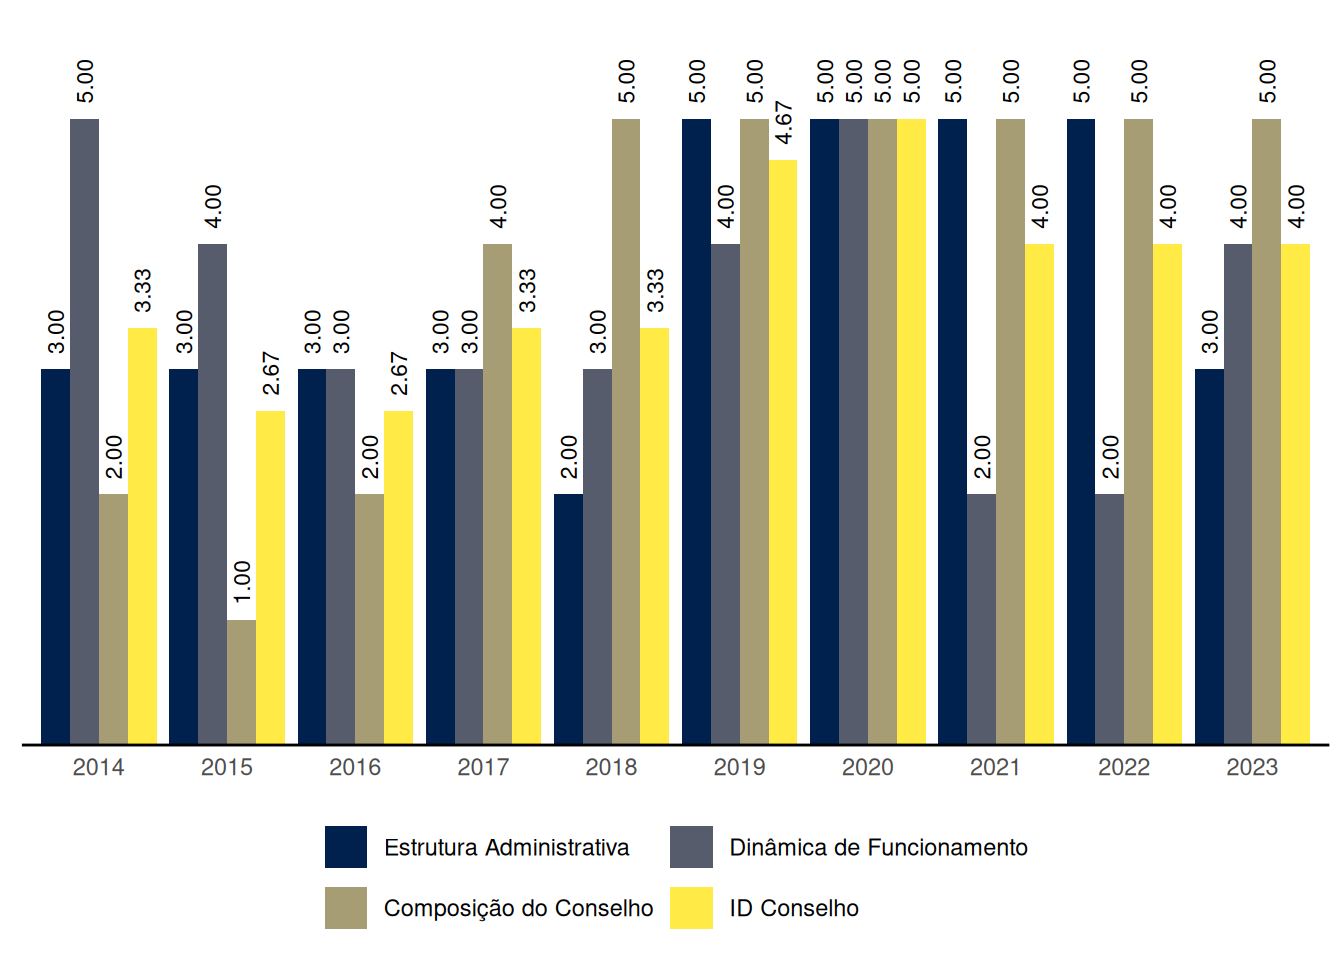 3.00 5.00 2.00 3.33 3.00 4.00 1.00 2.67 3.00 3.00 2.00 2.67 3.00 3.00 4.00 3.33 2.00 3.00 5.00 3.33 5.00 4.00 5.00 4.67 5.00 5.00 5.00 5.00 5.00 2.00 5.00 4.00 5.00 2.00 5.00 4.00 3.00 4.00 5.00 4.00
2014 2015 2016 2017 2018 2019 2020 2021 2022 2023
Estrutura Administrativa Dinâmica de Funcionamento
Composição do Conselho ID Conselho